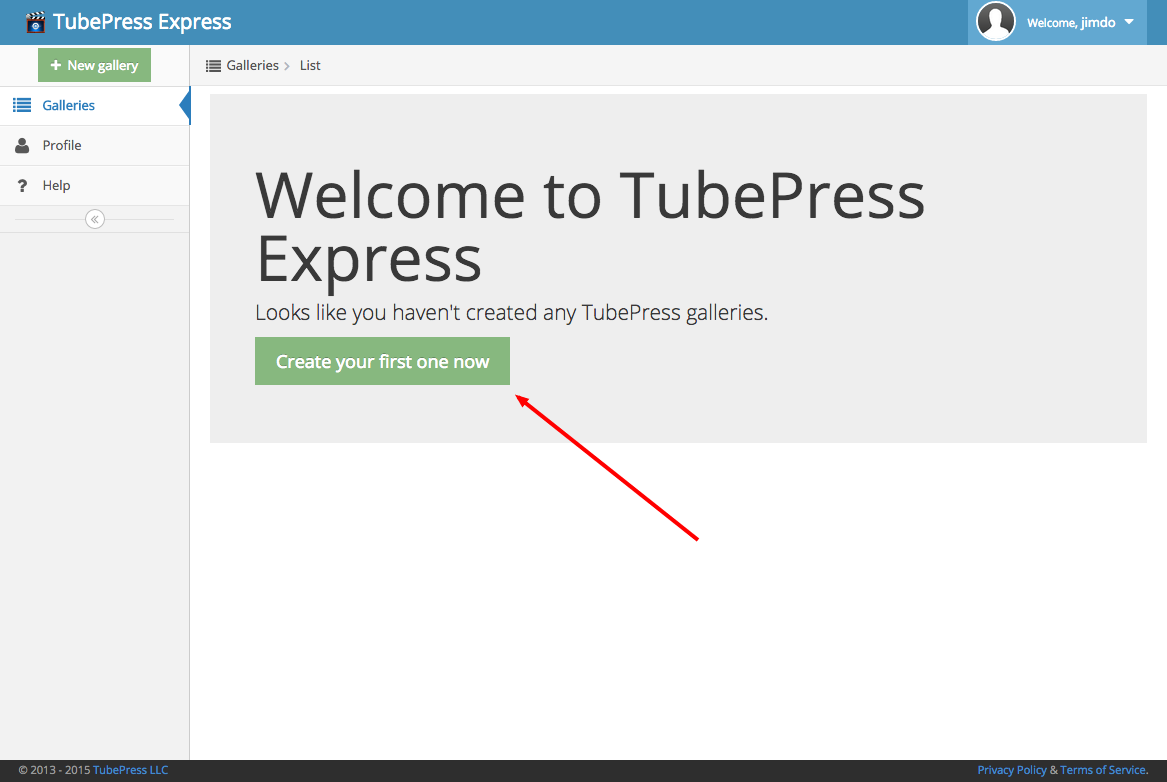 TubePress Express
Welcome, jimdo
+ New gallery
Galleries > List
Galleries
Profile
? Help
«
Welcome to TubePress
Express
Looks like you haven't created any TubePress galleries.
Create your first one now
© 2013 - 2015 TubePress LLC
Privacy Policy & Terms of Service.